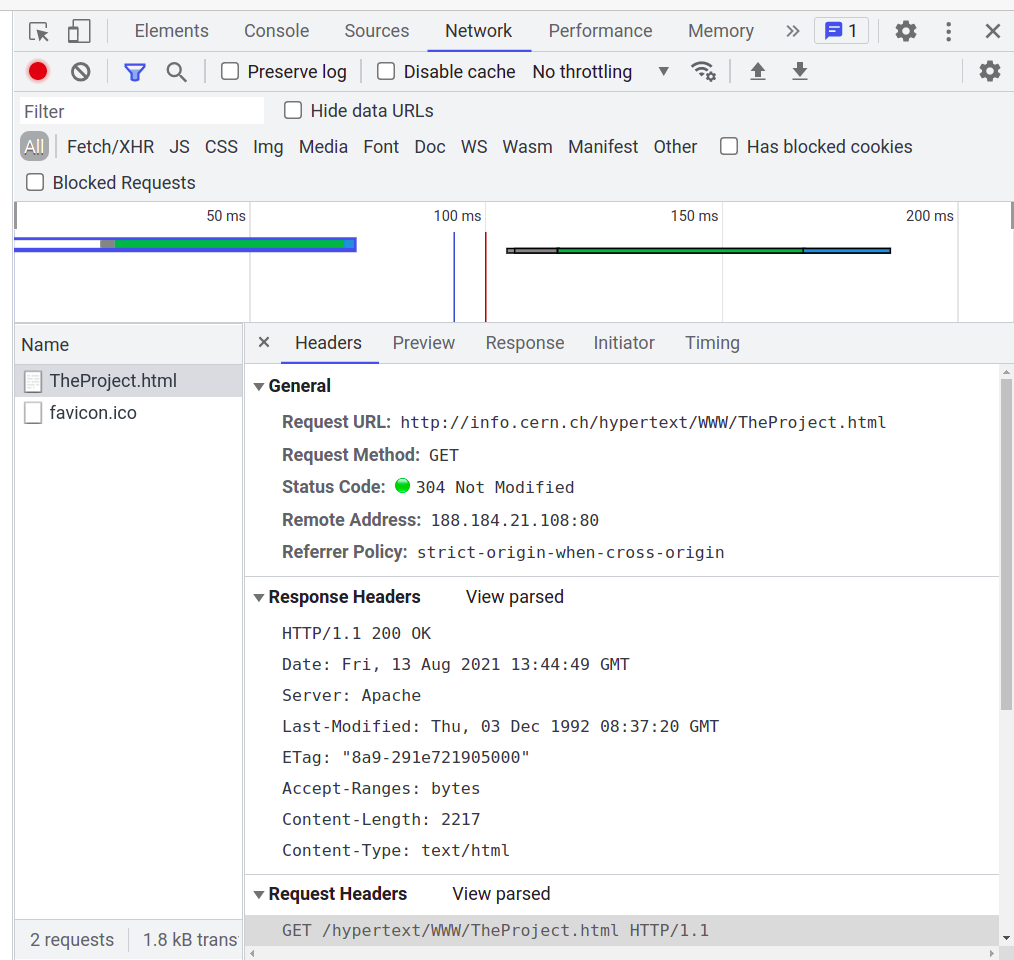 Elements Console Sources Network Performance Memory » 1
Preserve log Disable cache No throttling
Filter Hide data URLs
All Fetch/XHR JS CSS Img Media Font Doc WS Wasm Manifest Other Has blocked cookies
Blocked Requests
50 ms 100 ms 150 ms 200 ms
Name
Headers Preview Response Initiator Timing
TheProject.html
favicon.ico
General
Request URL: http://info.cern.ch/hypertext/WWW/TheProject.html
Request Method: GET
Status Code: 304 Not Modified
Remote Address: 188.184.21.108:80
Referrer Policy: strict-origin-when-cross-origin
Response Headers View parsed
HTTP/1.1 200 OK
Date: Fri, 13 Aug 2021 13:44:49 GMT
Server: Apache
Last-Modified: Thu, 03 Dec 1992 08:37:20 GMT
ETag: "8a9-291e721905000"
Accept-Ranges: bytes
Content-Length: 2217
Content-Type: text/html
Request Headers View parsed
GET /hypertext/WWW/TheProject.html HTTP/1.1
2 requests 1.8 kB trans